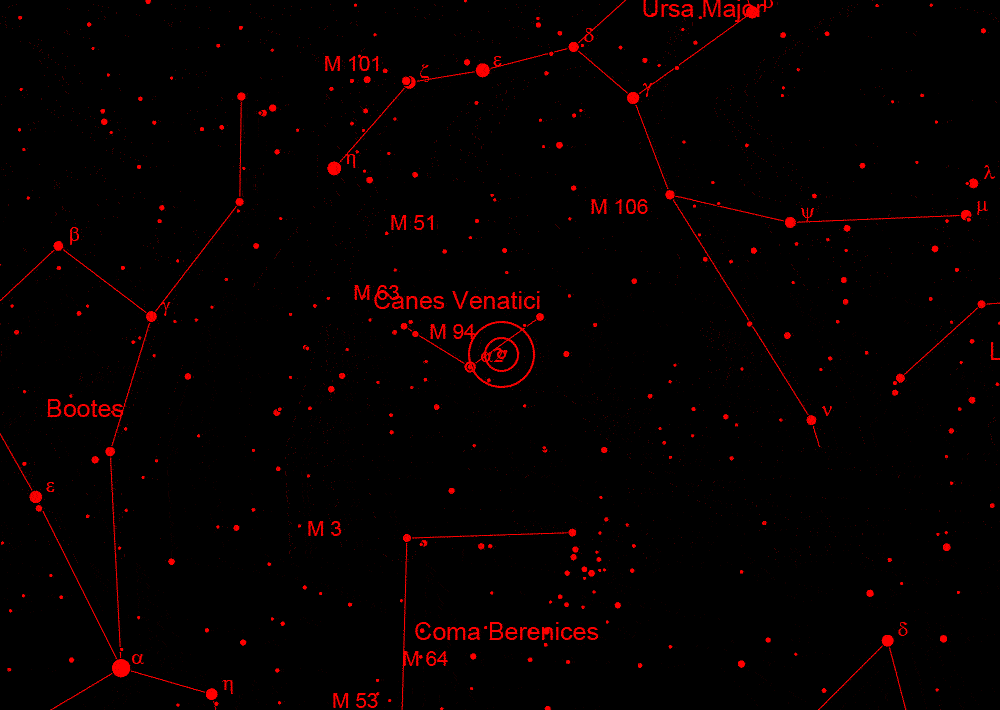 Ursa Major
β
δ
M 101
ζ
ε
γ
η
λ
M 106
ψ
μ
M 51
β
M 63
Canes Venatici
γ
M 94
L
Bootes
ν
ε
M 3
Coma Berenices
δ
α
M 64
η
M 53